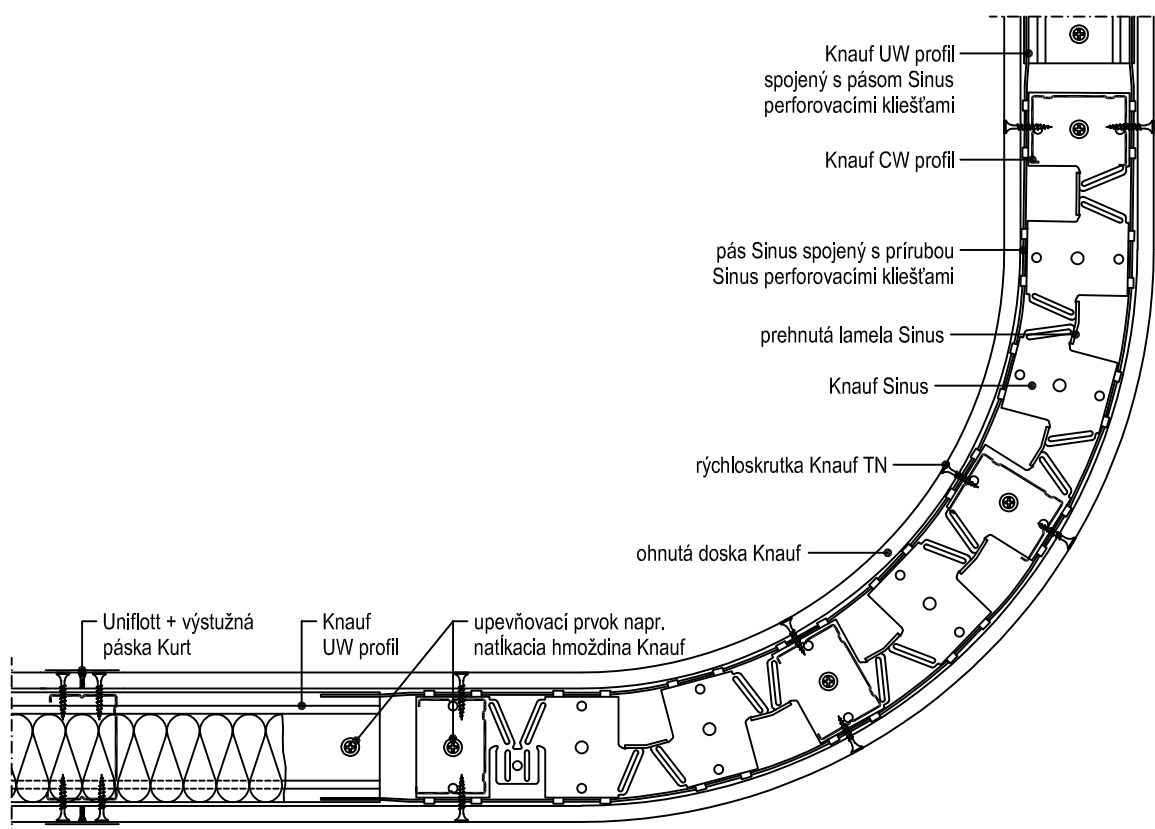 Knauf UW profil
spojený s pásom Sinus
perforovacími kliešťami
Knauf CW profil
pás Sinus spojený s prírubou
Sinus perforovacími kliešťami
prehnutá lamela Sinus
Knauf Sinus
rýchloskrutka Knauf TN
ohnutá doska Knauf
Uniflott + výstužná
páska Kurt
Knauf
UW profil
upevňovací prvok napr.
natĺkacia hmoždina Knauf